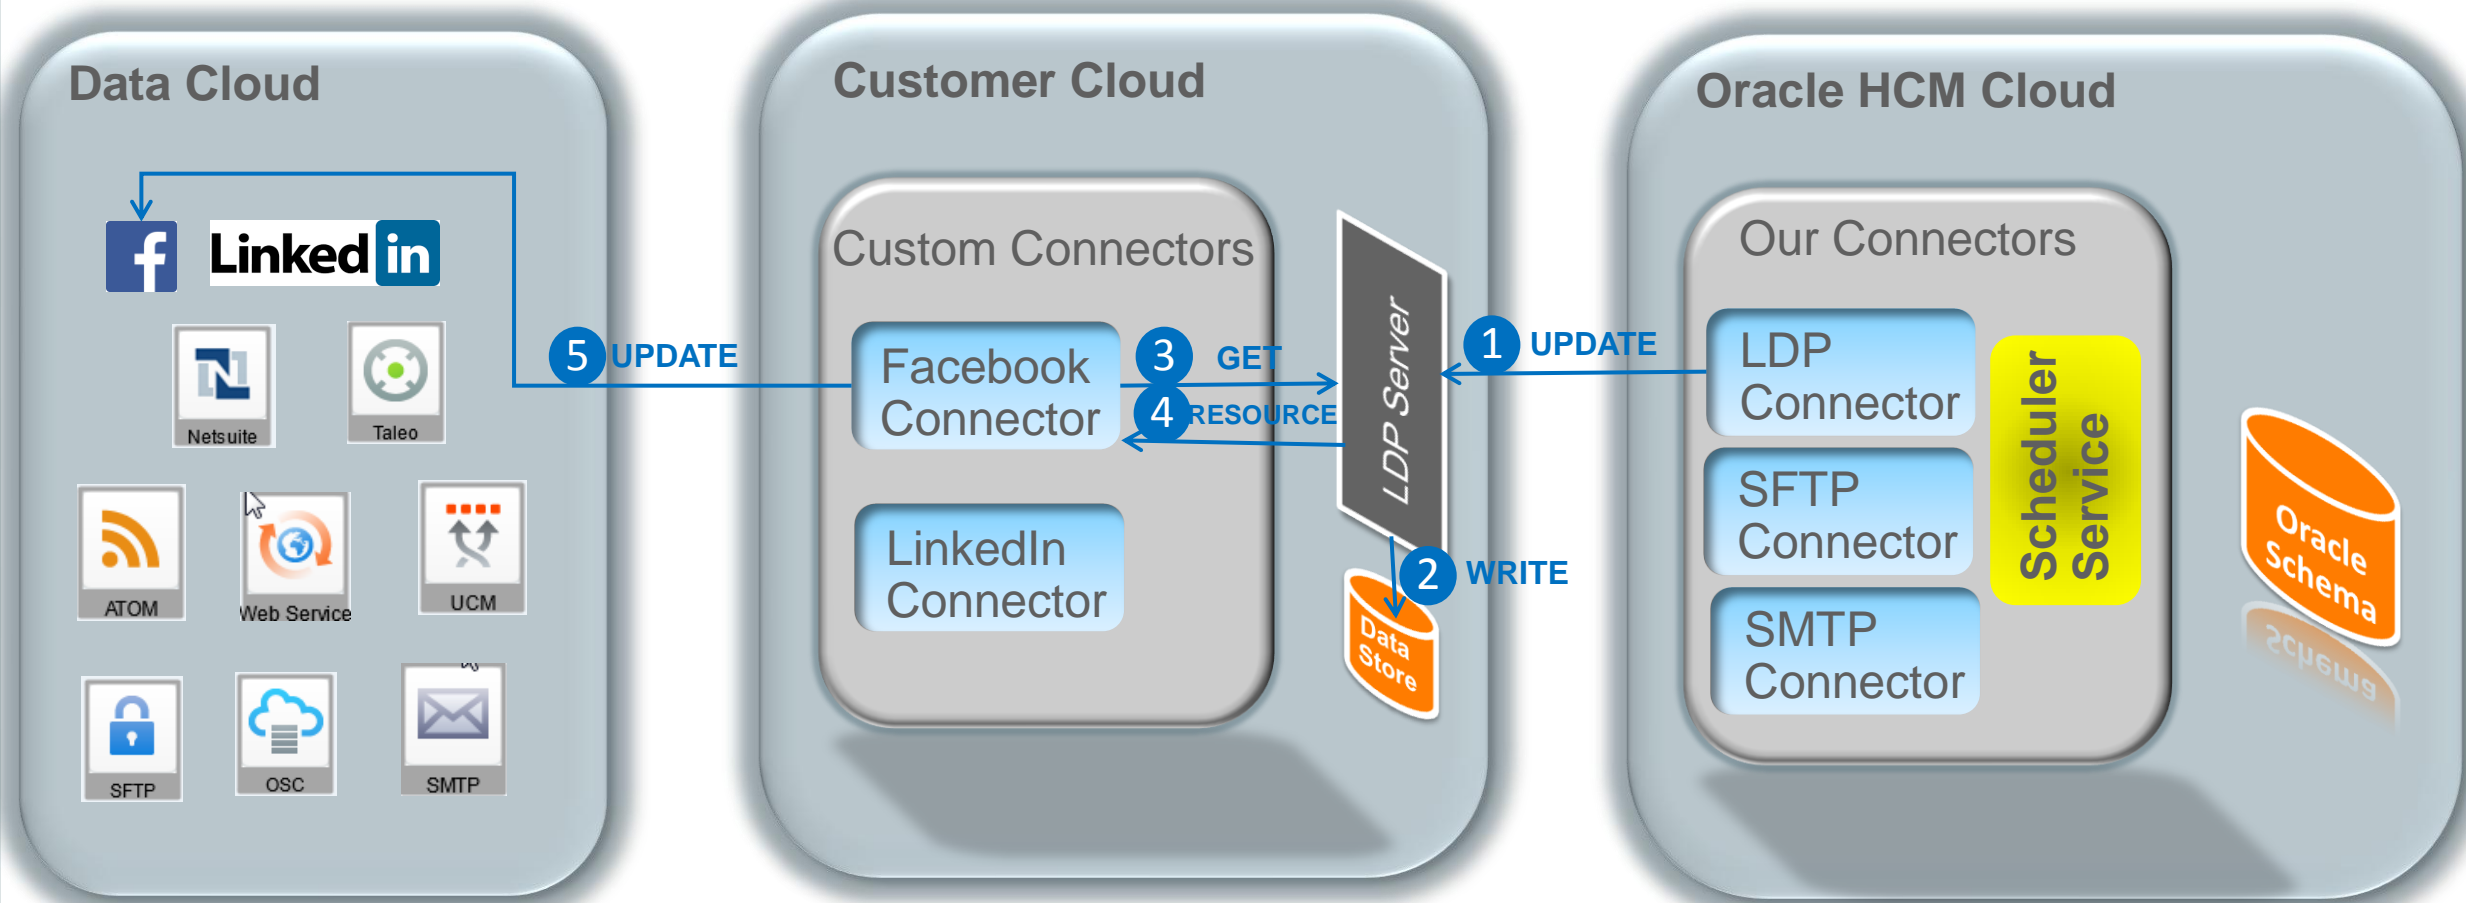 Data Cloud
f
Linked in
N
Netsuite
Taleo
ATOM
Web Service
UCM
SFTP
OSC
SMTP
5 UPDATE
Customer Cloud
Custom Connectors
Facebook
Connector
3 GET
4 RESOURCE
LinkedIn
Connector
LDP Server
2 WRITE
Data
Store
1 UPDATE
Oracle HCM Cloud
Our Connectors
LDP
Connector
SFTP
Connector
SMTP
Connector
Scheduler
Service
Oracle
Schema
Schema